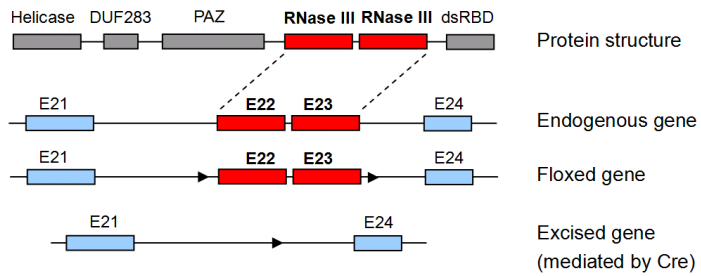 Helicase DUF283 PAZ RNase III RNase III dsRBD
Protein structure
E21 E22 E23 E24
Endogenous gene
E21 E22 E23 E24
Floxed gene
E21 E24
Excised gene
(mediated by Cre)